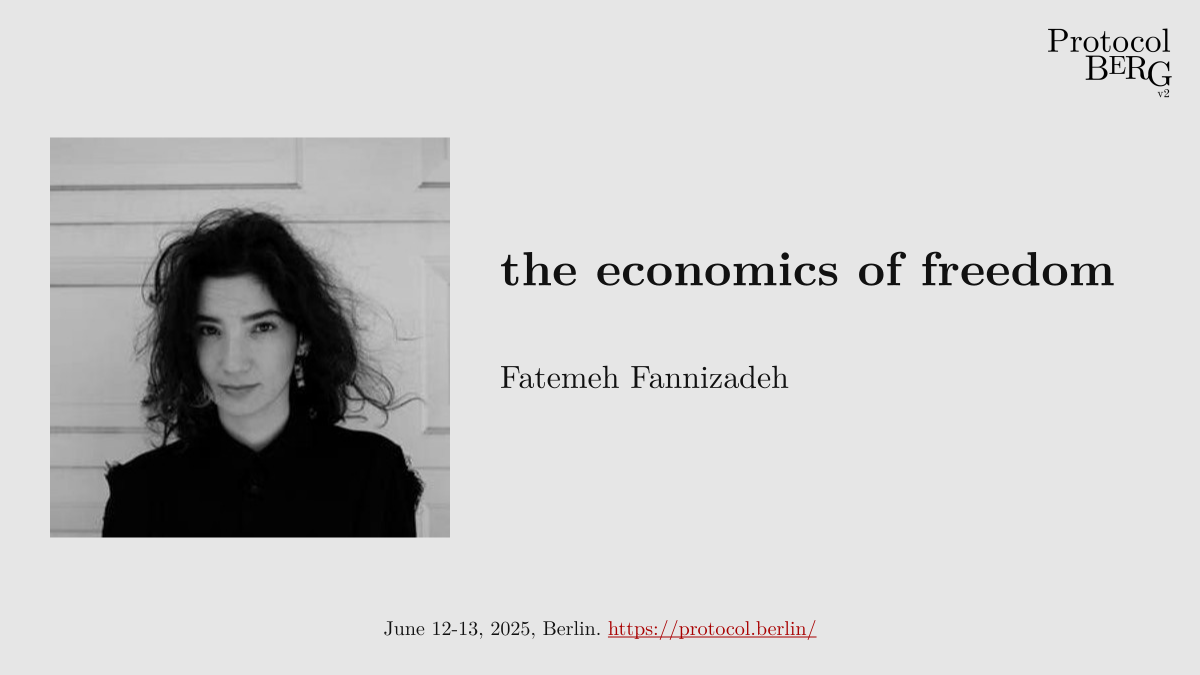 Protocol
BERG
v2
the economics of freedom
Fatemeh Fannizadeh
June 12-13, 2025, Berlin. https://protocol.berlin/